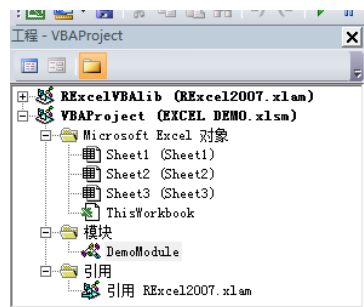 工程 - VBAProject
RExcelVBAlib (RExcel2007.xlam)
VBAProject (EXCEL DEMO.xlsm)
Microsoft Excel 对象
Sheet1 (Sheet1)
Sheet2 (Sheet2)
Sheet3 (Sheet3)
ThisWorkbook
模块
DemoModule
引用
引用 RExcel2007.xlam